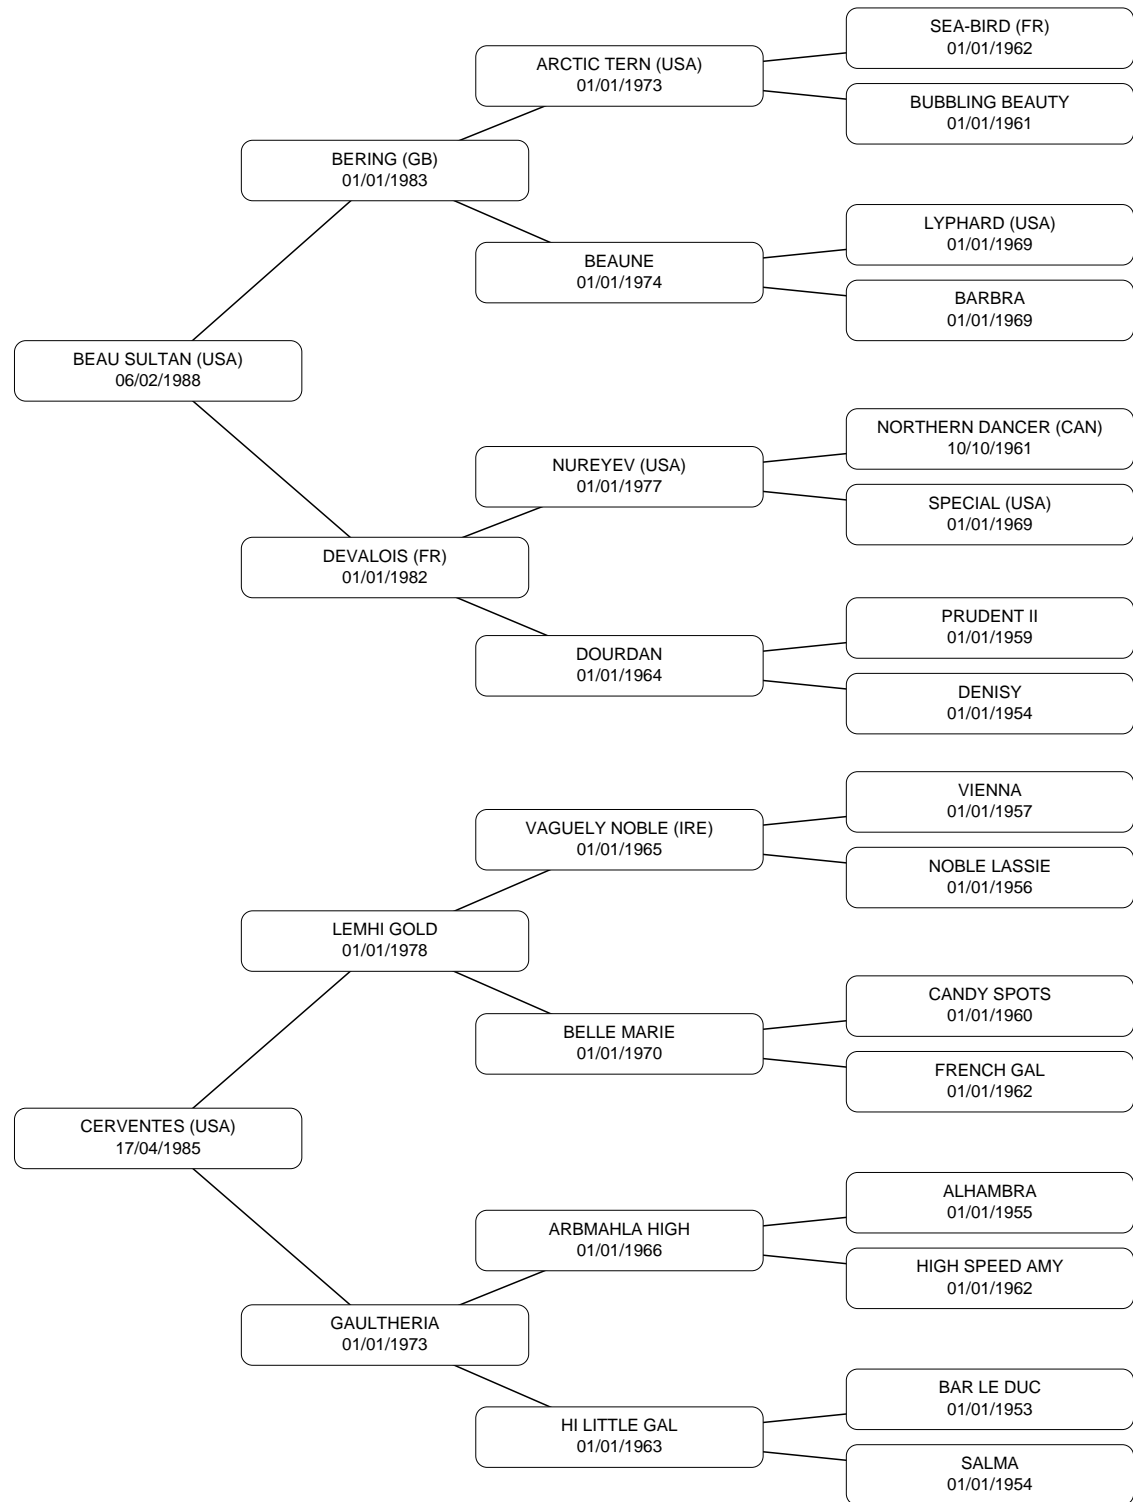 SEA-BIRD (FR)
01/01/1962
ARCTIC TERN (USA)
01/01/1973
BUBBLING BEAUTY
01/01/1961
BERING (GB)
01/01/1983
LYPHARD (USA)
01/01/1969
BEAUNE
01/01/1974
BARBRA
01/01/1969
BEAU SULTAN (USA)
06/02/1988
NORTHERN DANCER (CAN)
10/10/1961
NUREYEV (USA)
01/01/1977
SPECIAL (USA)
01/01/1969
DEVALOIS (FR)
01/01/1982
PRUDENT II
01/01/1959
DOURDAN
01/01/1964
DENISY
01/01/1954
VIENNA
01/01/1957
VAGUELY NOBLE (IRE)
01/01/1965
NOBLE LASSIE
01/01/1956
LEMHI GOLD
01/01/1978
CANDY SPOTS
01/01/1960
BELLE MARIE
01/01/1970
FRENCH GAL
01/01/1962
CERVENTES (USA)
17/04/1985
ALHAMBRA
01/01/1955
ARBMAHLA HIGH
01/01/1966
HIGH SPEED AMY
01/01/1962
GAULTHERIA
01/01/1973
BAR LE DUC
01/01/1953
HI LITTLE GAL
01/01/1963
SALMA
01/01/1954